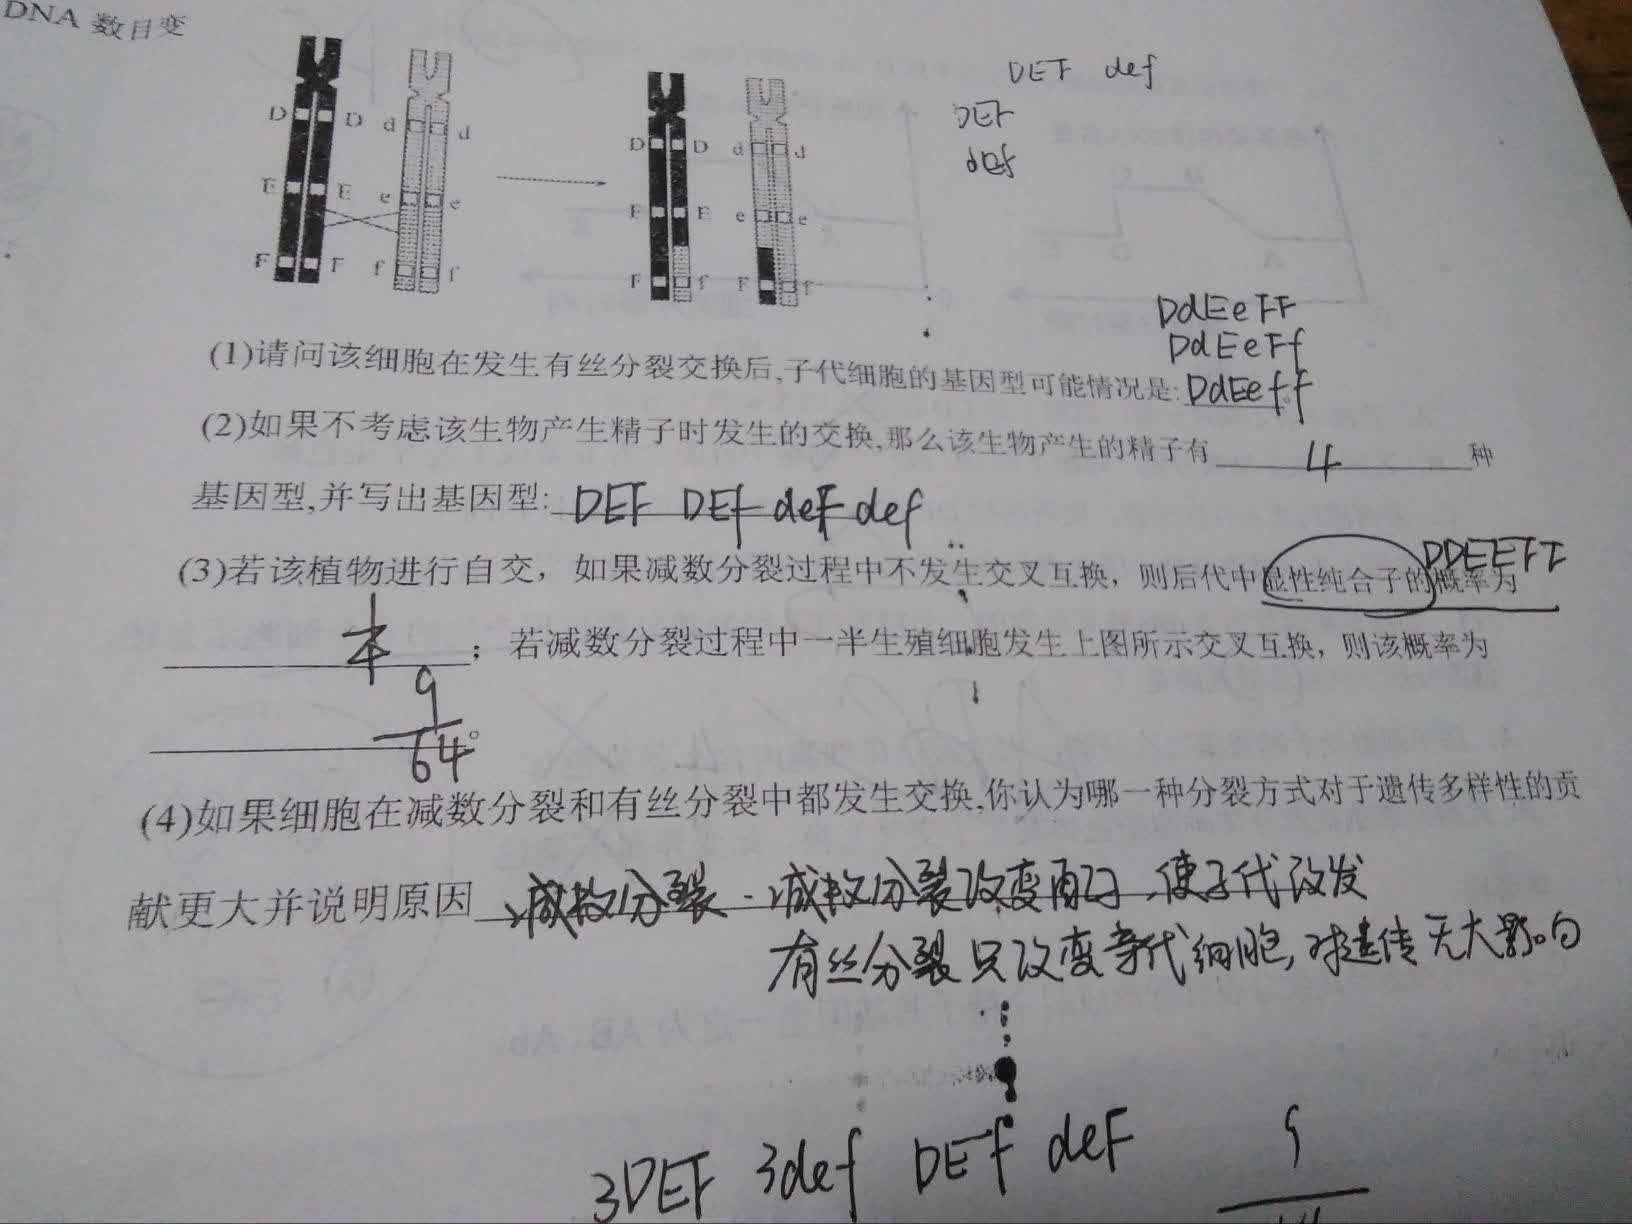 DNA 数目变
DEF def
DEF
def
D D d d
E E e e
F F f f
D D d d
E E e e
F f F f
DdEeFF
DdEeFf
(1)请问该细胞在发生有丝分裂交换后,子代细胞的基因型可能情况是: DdEeff
(2)如果不考虑该生物产生精子时发生的交换,那么该生物产生的精子有 4 种
基因型,并写出基因型: DEF DEf deF def
DDEEFF
(3)若该植物进行自交，如果减数分裂过程中不发生交叉互换，则后代中显性纯合子的概率为
1/4 ；若减数分裂过程中一半生殖细胞发生上图所示交叉互换，则该概率为
9/64 。
(4)如果细胞在减数分裂和有丝分裂中都发生交换,你认为哪一种分裂方式对于遗传多样性的贡
献更大并说明原因 减数分裂 . 减数分裂改变配子,使子代改发
有丝分裂只改变亲代细胞,对遗传无大影响
3DEF 3def DEf deF 9